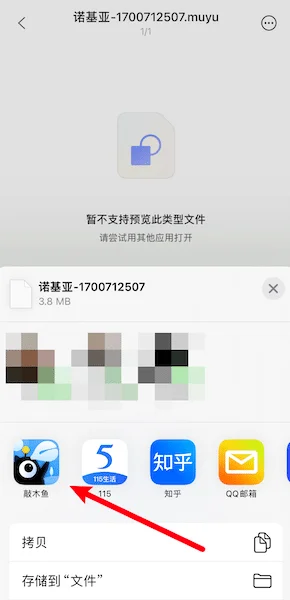 诺基亚-1700712507.muyu
1/1
暂不支持预览此类型文件
请尝试用其他应用打开
诺基亚-1700712507
3.8 MB
5
115生活
知乎
敲木鱼
115
知乎
QQ邮箱
拷贝
存储到“文件”